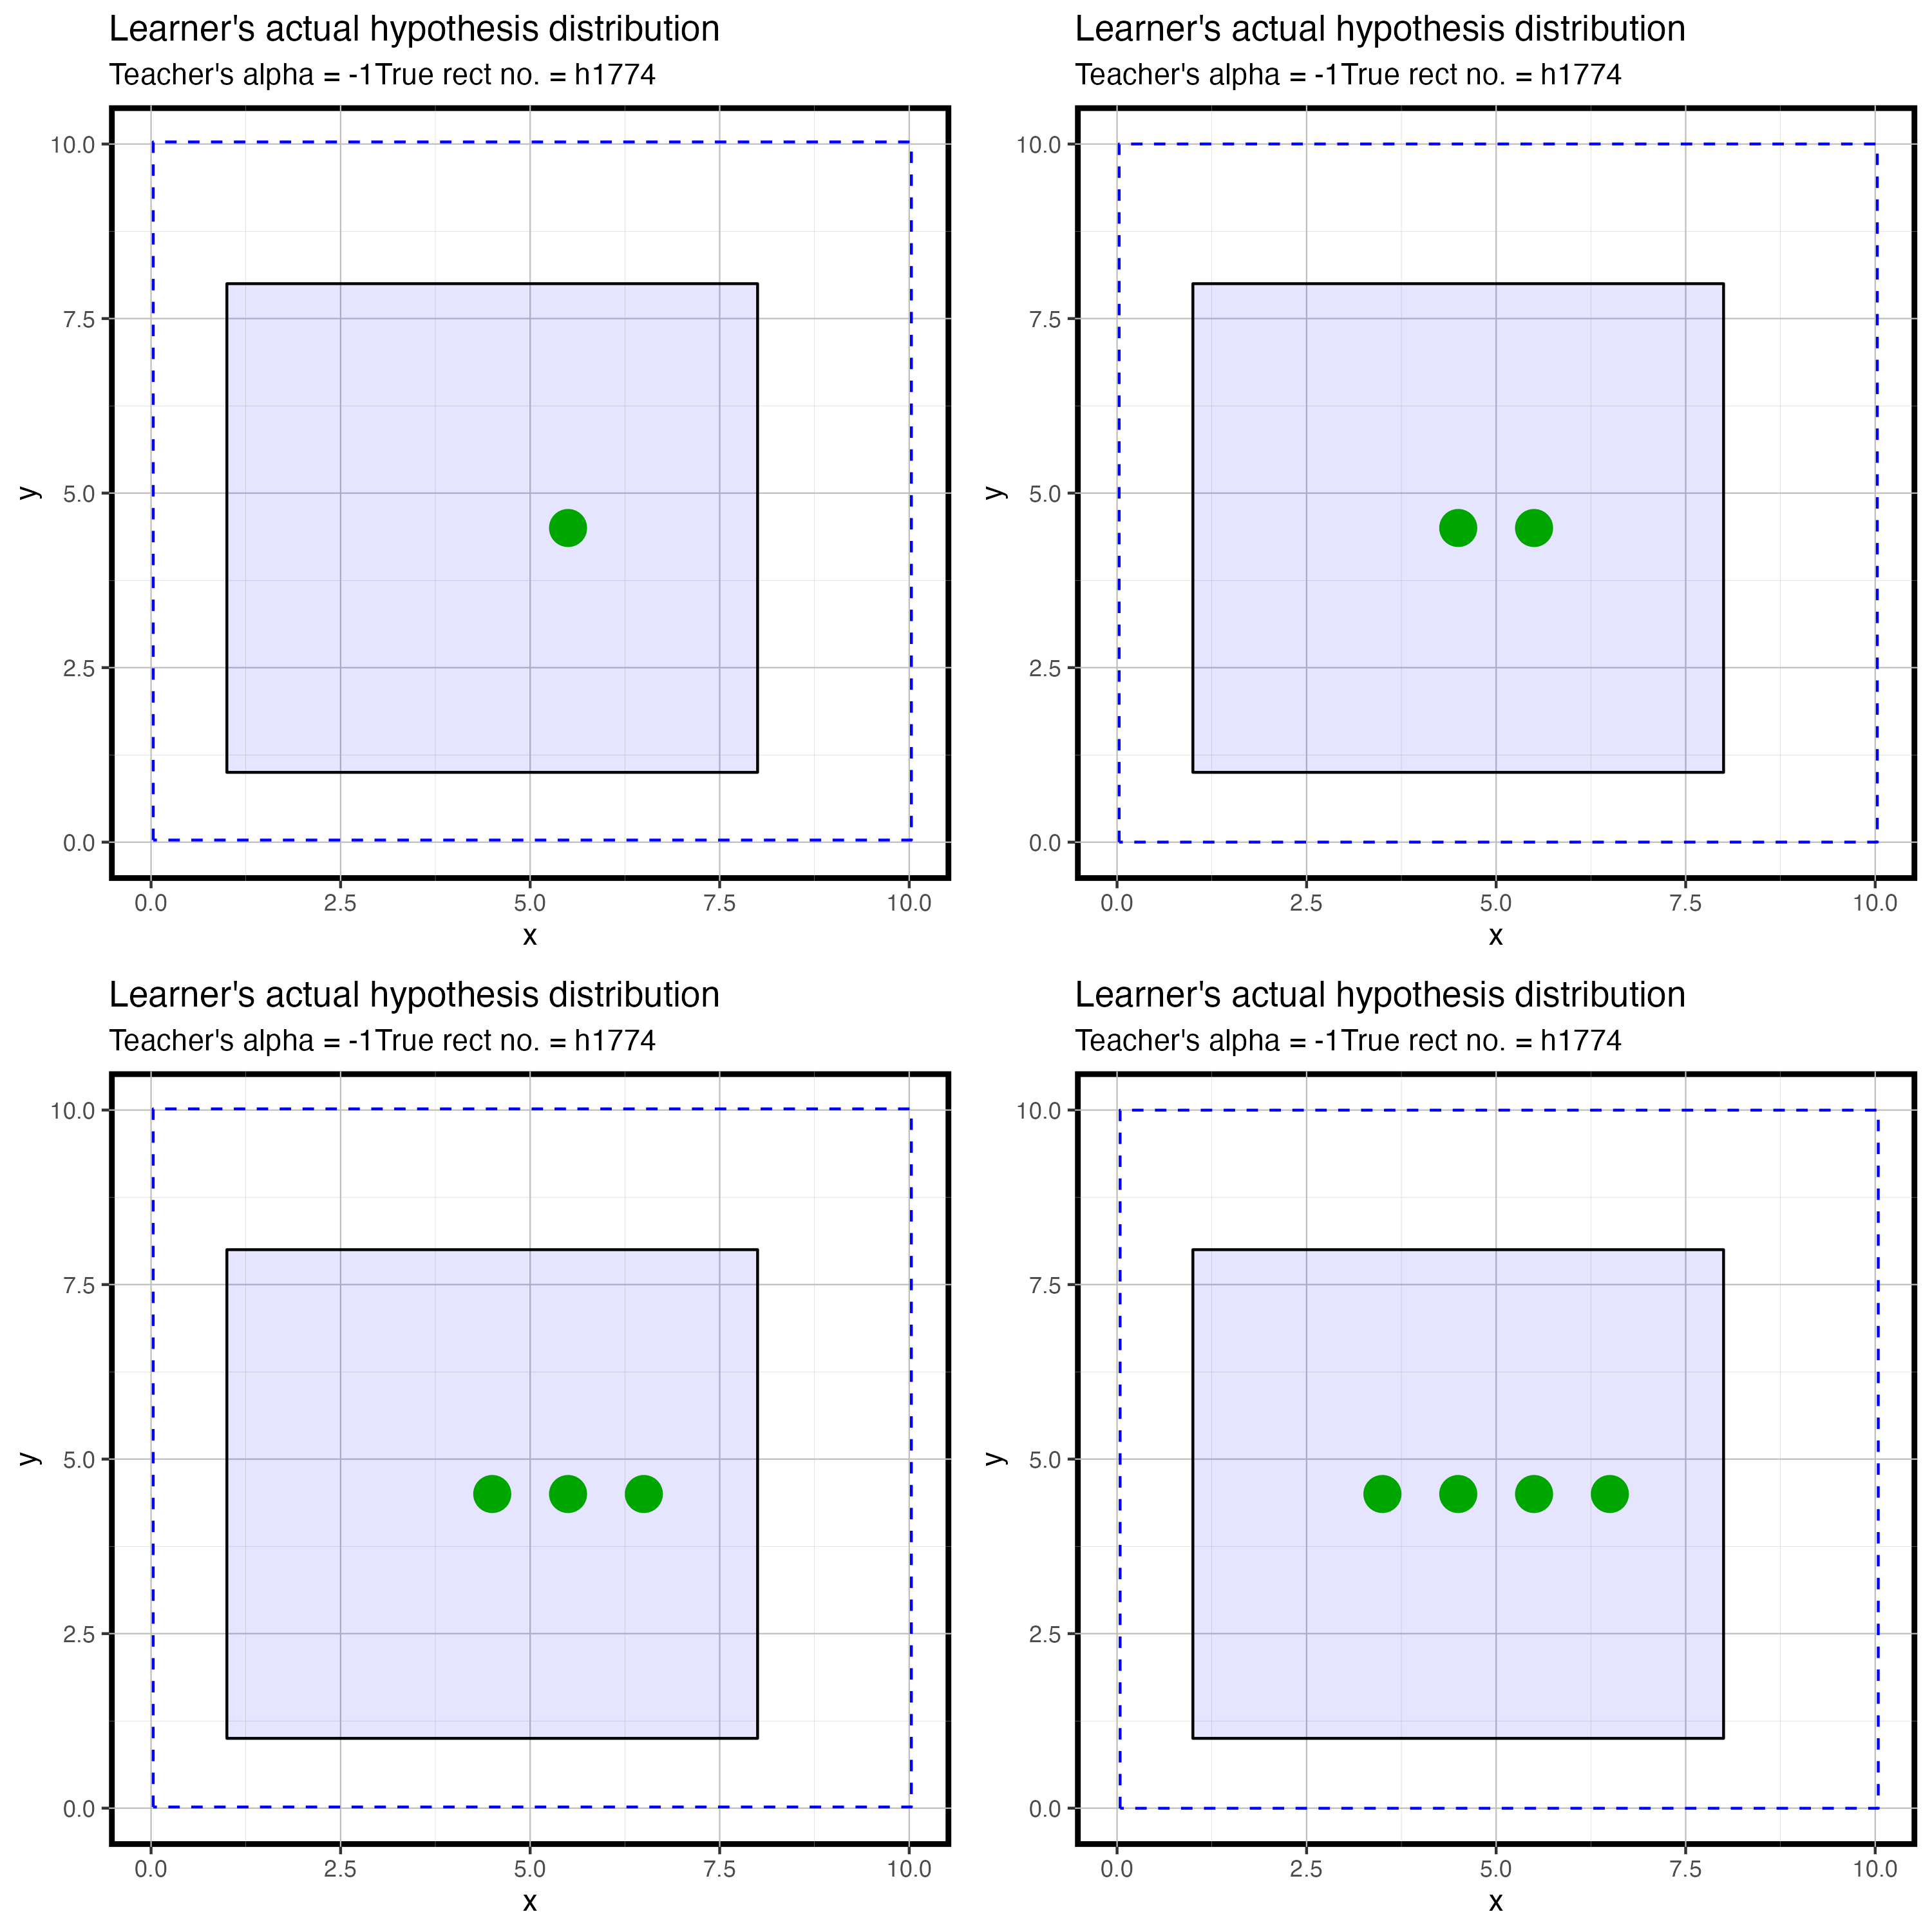 Learner's actual hypothesis distribution
Teacher's alpha = -1True rect no. = h1774
10.0
7.5
5.0
2.5
0.0
y
0.0 2.5 5.0 7.5 10.0
x
Learner's actual hypothesis distribution
Teacher's alpha = -1True rect no. = h1774
10.0
7.5
5.0
2.5
0.0
y
0.0 2.5 5.0 7.5 10.0
x
Learner's actual hypothesis distribution
Teacher's alpha = -1True rect no. = h1774
10.0
7.5
5.0
2.5
0.0
y
0.0 2.5 5.0 7.5 10.0
x
Learner's actual hypothesis distribution
Teacher's alpha = -1True rect no. = h1774
10.0
7.5
5.0
2.5
0.0
y
0.0 2.5 5.0 7.5 10.0
x